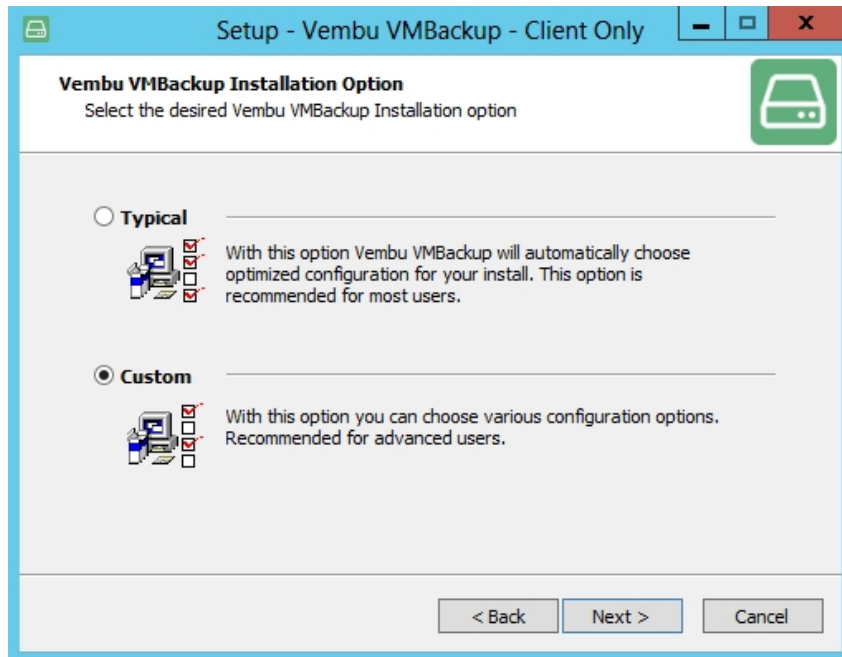 Setup - Vembu VMBackup - Client Only
Vembu VMBackup Installation Option
Select the desired Vembu VMBackup Installation option
Typical
With this option Vembu VMBackup will automatically choose
optimized configuration for your install. This option is
recommended for most users.
Custom
With this option you can choose various configuration options.
Recommended for advanced users.
< Back Next > Cancel